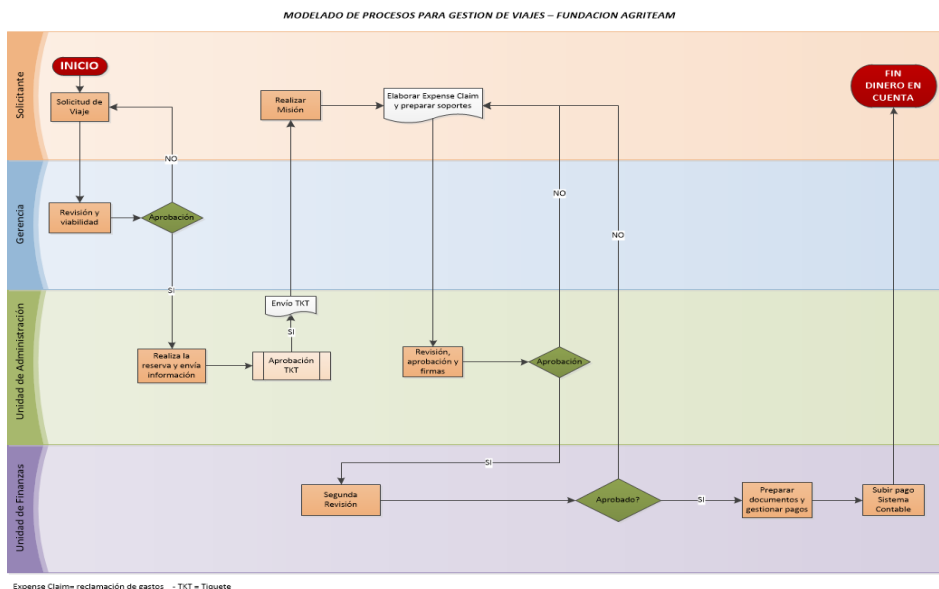 MODELADO DE PROCESOS PARA GESTION DE VIAJES – FUNDACION AGRITEAM
Solicitante
INICIO
Solicitud de
Viaje
NO
Realizar
Misión
Elaborar Expense Claim
y preparar soportes
FIN
DINERO EN
CUENTA
Gerencia
Revisión y
viabilidad
Aprobación
SI
NO
NO
Unidad de Administración
Realiza la
reserva y envía
información
Aprobación
TKT
SI
Envío TKT
Revisión,
aprobación y
firmas
Aprobación
Unidad de Finanzas
SI
Segunda
Revisión
Aprobado?
SI
Preparar
documentos y
gestionar pagos
Subir pago
Sistema
Contable
Expense Claim= reclamación de gastos - TKT = Tiquete